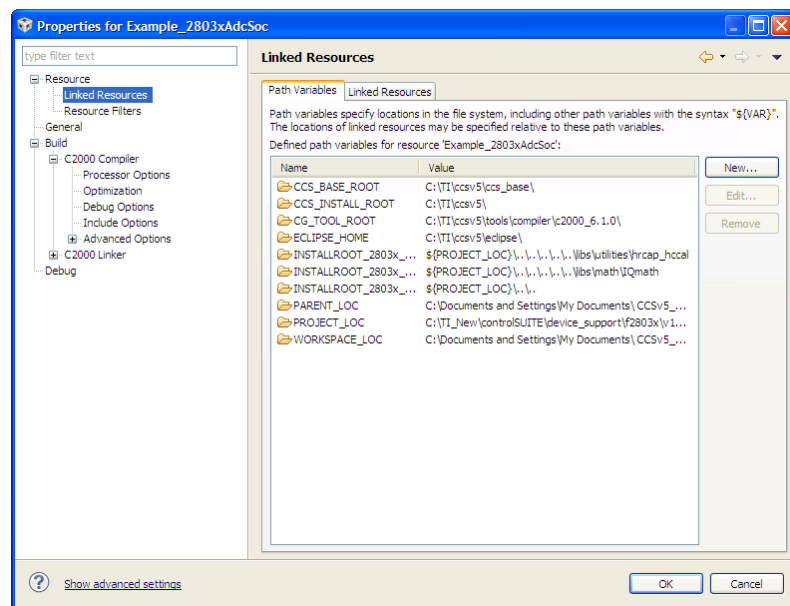 Properties for Example_2803xAdcSoc
type filter text
Resource
Linked Resources
Resource Filters
General
Build
C2000 Compiler
Processor Options
Optimization
Debug Options
Include Options
Advanced Options
C2000 Linker
Debug
Linked Resources
Path Variables
Linked Resources
Path variables specify locations in the file system, including other path variables with the syntax "${VAR}".
The locations of linked resources may be specified relative to these path variables.
Defined path variables for resource 'Example_2803xAdcSoc':
Name Value
CCS_BASE_ROOT C:\TI\ccsv5\ccs_base\
CCS_INSTALL_ROOT C:\TI\ccsv5\
CG_TOOL_ROOT C:\TI\ccsv5\tools\compiler\c2000_6.1.0\
ECLIPSE_HOME C:\TI\ccsv5\eclipse\
INSTALLROOT_2803x_... ${PROJECT_LOC}\..\..\..\..\..\libs\utilities\hrcap_hccal
INSTALLROOT_2803x_... ${PROJECT_LOC}\..\..\..\..\..\libs\math\IQmath
INSTALLROOT_2803x_... ${PROJECT_LOC}\..\..
PARENT_LOC C:\Documents and Settings\My Documents\CCSv5_...
PROJECT_LOC C:\TI_New\controlSUITE\device_support\f2803x\v1...
WORKSPACE_LOC C:\Documents and Settings\My Documents\CCSv5_...
New...
Edit...
Remove
? Show advanced settings
OK
Cancel